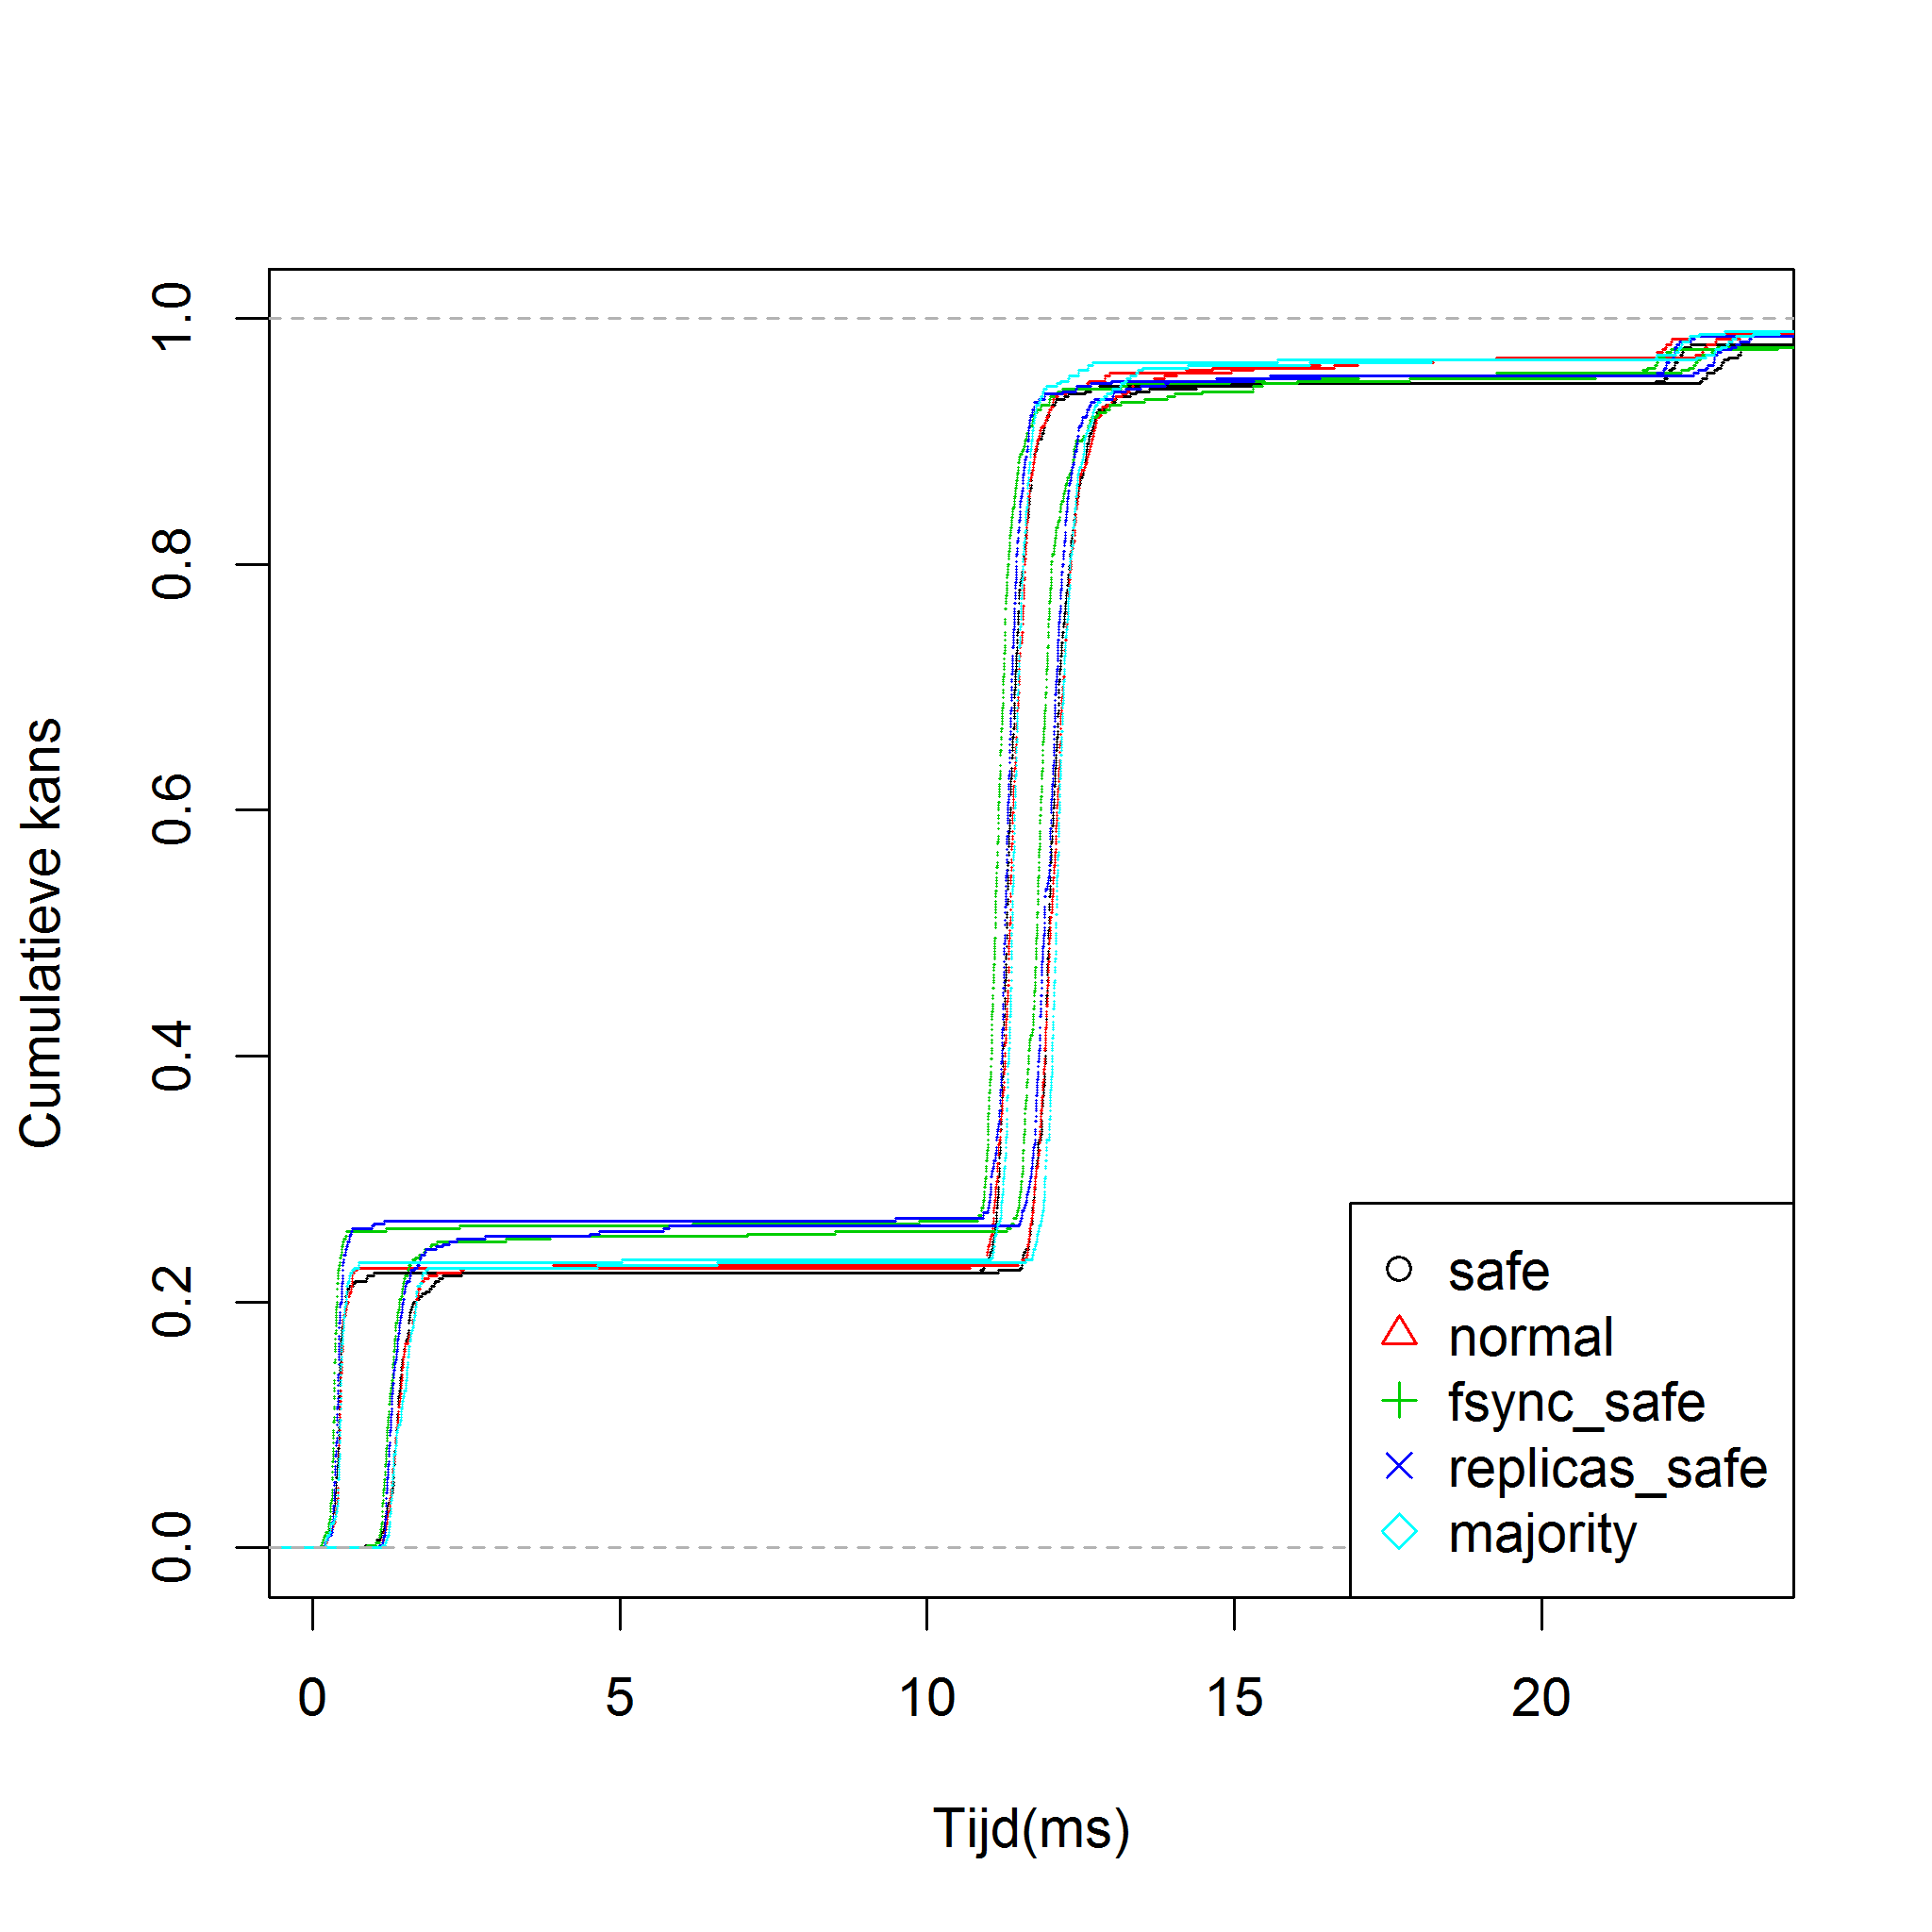 Cumulatieve kans
1.0
0.8
0.6
0.4
0.2
0.0
0 5 10 15 20
Tijd(ms)
safe
normal
fsync_safe
replicas_safe
majority